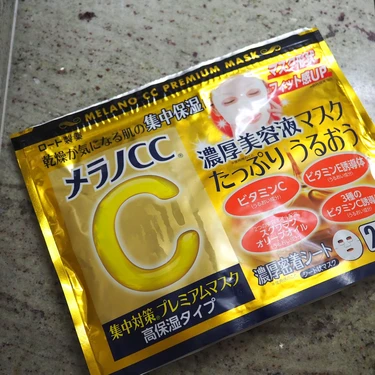 MELANO CC PREMIUM MASK
ロート製薬
乾燥が気になる肌の集中保湿
メラノCC®
C
集中対策®プレミアムマスク
高保湿タイプ
フィット感UP
濃厚美容液マスク
たっぷりうるおう
ビタミンC
ビタミンE誘導体
オリーブオイル
3種の
ビタミンC誘導
濃厚密着シート
2